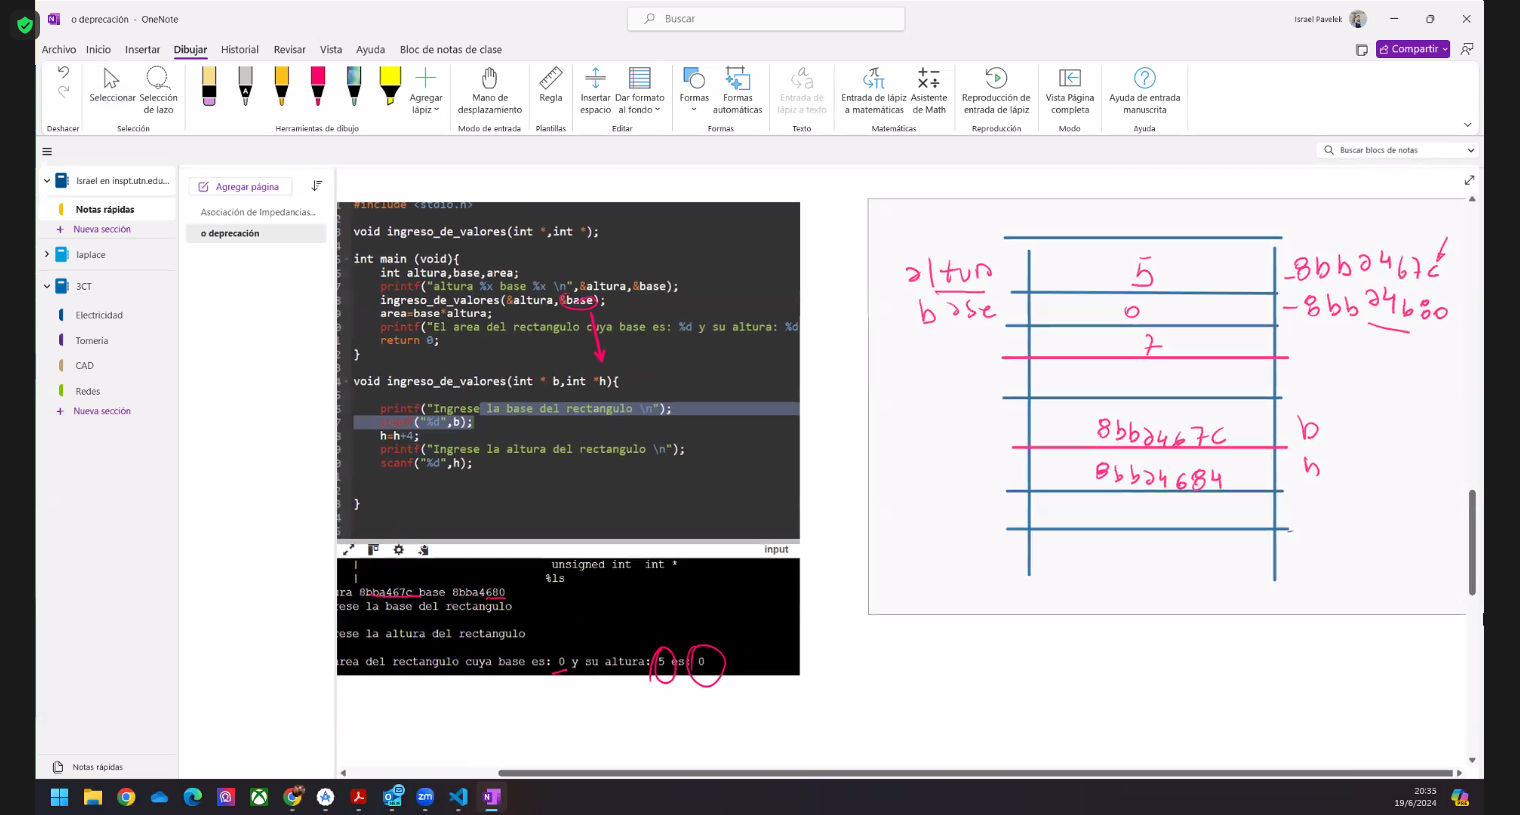 o deprecación - OneNote
Buscar
Israel Pavelek
Archivo Inicio Insertar Dibujar Historial Revisar Vista Ayuda Bloc de notas de clase
Compartir
Seleccionar
Selección de lazo
Agregar lápiz
Mano de desplazamiento
Regla
Insertar espacio
Dar formato al fondo
Formas
Formas automáticas
Entrada de lápiz a texto
Entrada de lápiz a matemáticas
Asistente de Math
Reproducción de entrada de lápiz
Vista Página completa
Ayuda de entrada manuscrita
Deshacer Selección Herramientas de dibujo Modo de entrada Plantillas Editar Formas Texto Matemáticas Reproducción Modo Ayuda
Buscar blocs de notas
Israel en inspt.utn.edu...
Notas rápidas
Nueva sección
laplace
3CT
Electricidad
Tomeria
CAD
Redes
Nueva sección
Notas rápidas
Agregar página
Asociación de Impedancias...
o deprecación
#include <stdio.h>
void ingreso_de_valores(int *,int *);
int main (void){
int altura,base,area;
printf("altura %x base %x \n",&altura,&base);
ingreso_de_valores(&altura,&base);
area=base*altura;
printf("El area del rectangulo cuya base es: %d y su altura: %d
return 0;
}
void ingreso_de_valores(int * b,int *h){
printf("Ingrese la base del rectangulo \n");
scanf("%d",b);
h=h+4;
printf("Ingrese la altura del rectangulo \n");
scanf("%d",h);
}
input
| unsigned int int *
| %ls
ura 8bba467c base 8bba4680
rese la base del rectangulo
rese la altura del rectangulo
area del rectangulo cuya base es: 0 y su altura: 5 es: 0
altura 5 -8bba467c
base 0 -8bba4680
7
8bba467c b
8bba4684 h
20:35
19/6/2024